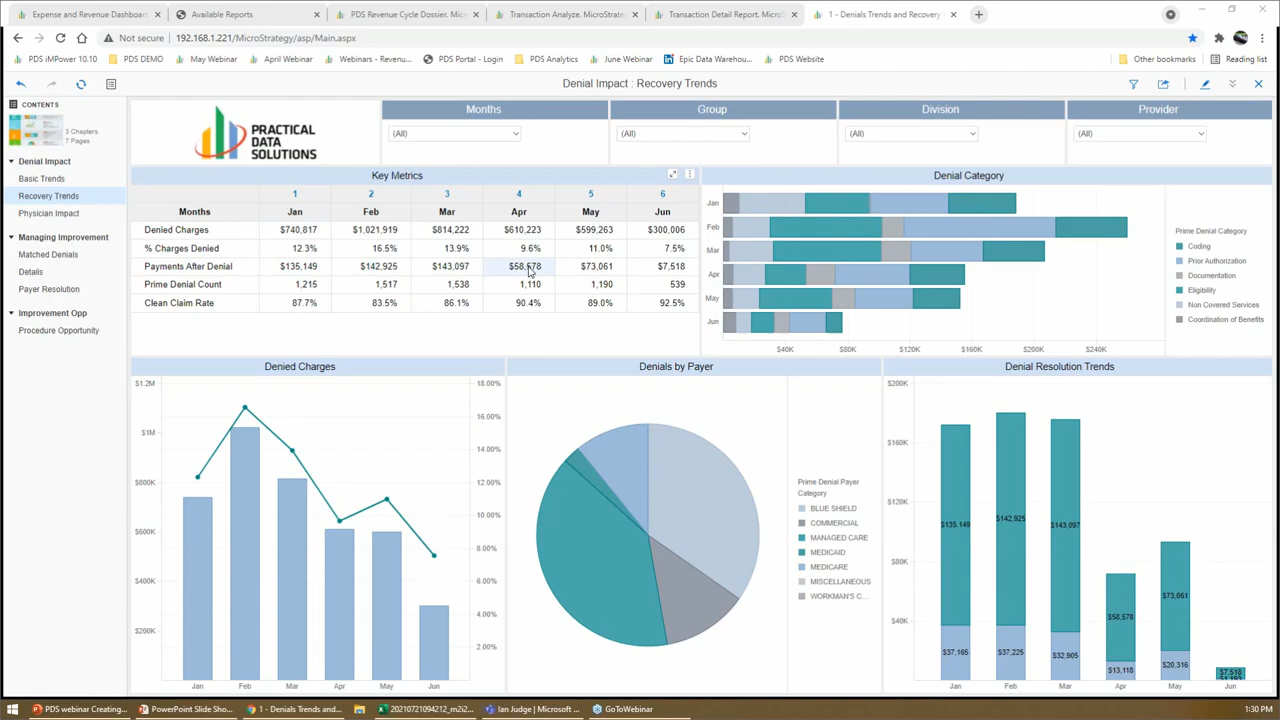 Expense and Revenue Dashboard
Available Reports
PDS Revenue Cycle Dossier. Micr
Transaction Analyze. MicroStrate
Transaction Detail Report. Micro
1 - Denials Trends and Recovery
Not secure
192.168.1.221/MicroStrategy/asp/Main.aspx
PDS iMPower 10.10
PDS DEMO
May Webinar
April Webinar
Webinars - Revenu...
PDS Portal - Login
PDS Analytics
June Webinar
Epic Data Warehou...
PDS Website
Other bookmarks
Reading list
Denial Impact : Recovery Trends
CONTENTS
3 Chapters
7 Pages
Denial Impact
Basic Trends
Recovery Trends
Physician Impact
Managing Improvement
Matched Denials
Details
Payer Resolution
Improvement Opp
Procedure Opportunity
PRACTICAL
DATA
SOLUTIONS
Months Group Division Provider
(All) (All) (All) (All)
Key Metrics
1 2 3 4 5 6
Months Jan Feb Mar Apr May Jun
Denied Charges $740,817 $1,021,919 $814,222 $610,223 $599,263 $300,006
% Charges Denied 12.3% 16.5% 13.9% 9.6% 11.0% 7.5%
Payments After Denial $135,149 $142,925 $143,097 $58,578 $73,061 $7,518
Prime Denial Count 1,215 1,517 1,538 1,110 1,190 539
Clean Claim Rate 87.7% 83.5% 86.1% 90.4% 89.0% 92.5%
Denial Category
Jan
Feb
Mar
Apr
May
Jun
$40K $80K $120K $160K $200K $240K
Prime Denial Category
Coding
Prior Authorization
Documentation
Eligibility
Non Covered Services
Coordination of Benefits
Denied Charges
$1.2M
$1M
$800K
$600K
$400K
$200K
18.00%
16.00%
14.00%
12.00%
10.00%
8.00%
6.00%
4.00%
2.00%
Jan Feb Mar Apr May Jun
Denials by Payer
Prime Denial Payer
Category
BLUE SHIELD
COMMERCIAL
MANAGED CARE
MEDICAID
MEDICARE
MISCELLANEOUS
WORKMAN'S C...
Denial Resolution Trends
$200K
$160K
$120K
$80K
$40K
$135,149
$142,925
$143,097
$58,578
$73,061
$7,518
$37,165
$37,225
$32,905
$13,118
$20,316
Jan Feb Mar Apr May Jun
PDS webinar Creating...
PowerPoint Slide Sho...
1 - Denials Trends and...
20210721094212_m2i2...
Ian Judge | Microsoft ...
GoToWebinar
1:30 PM